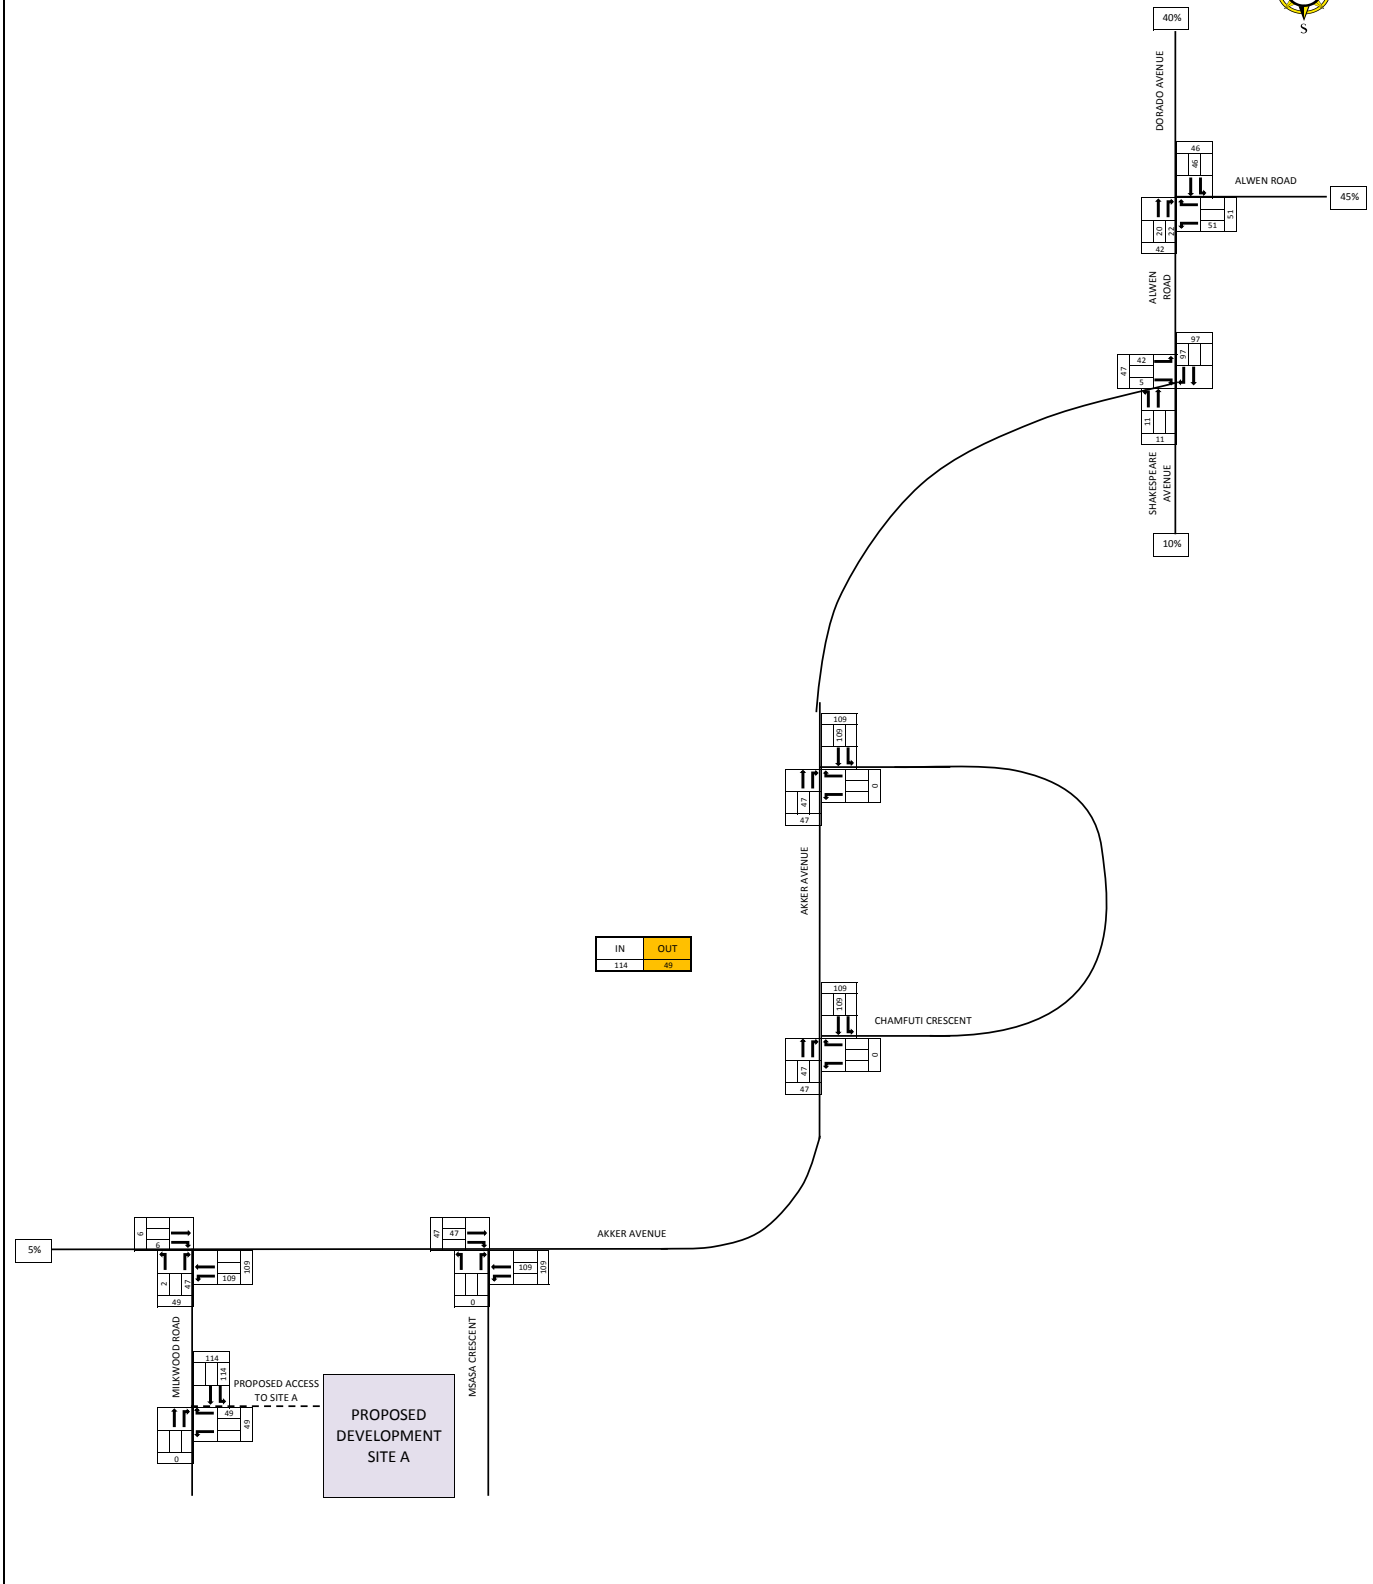 S
40%
DORADO AVENUE
46
46
ALWEN ROAD
45%
51
51
20
22
42
ALWEN
ROAD
97
97
42
47
5
11
11
SHAKESPEARE
AVENUE
10%
109
109
0
47
47
AKKER AVENUE
IN
OUT
114
49
109
109
CHAMFUTI CRESCENT
0
47
47
6
6
5%
2
47
49
109
109
47
47
AKKER AVENUE
109
109
0
MILKWOOD ROAD
MSASA CRESCENT
114
114
PROPOSED ACCESS
TO SITE A
49
49
0
PROPOSED
DEVELOPMENT
SITE A